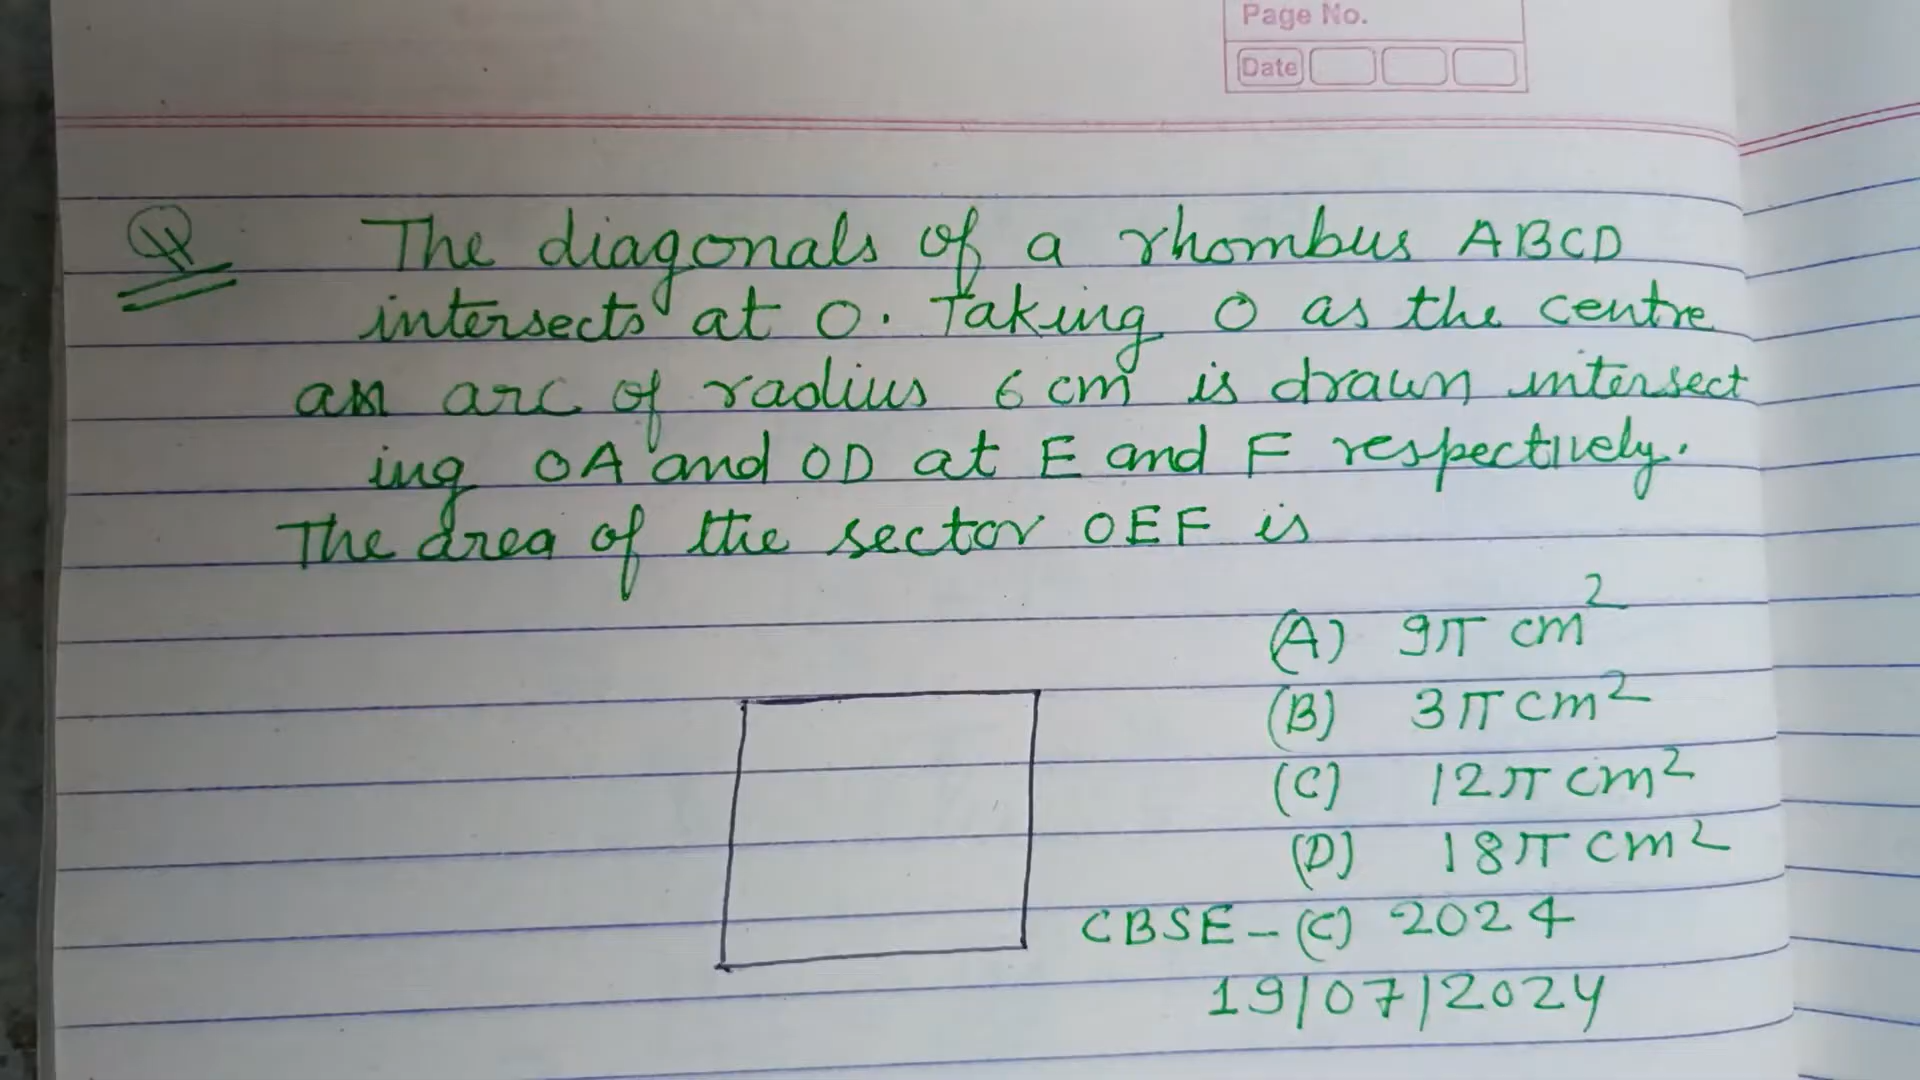 Page No.
Date
Q The diagonals of a rhombus ABCD
intersects at O. Taking O as the centre
an arc of radius 6 cm is drawn intersect
ing OA and OD at E and F respectively.
The area of the sector OEF is
(A) 9π cm²
(B) 3π cm²
(C) 12π cm²
(D) 18π cm²
CBSE - (C) 2024
19/07/2024